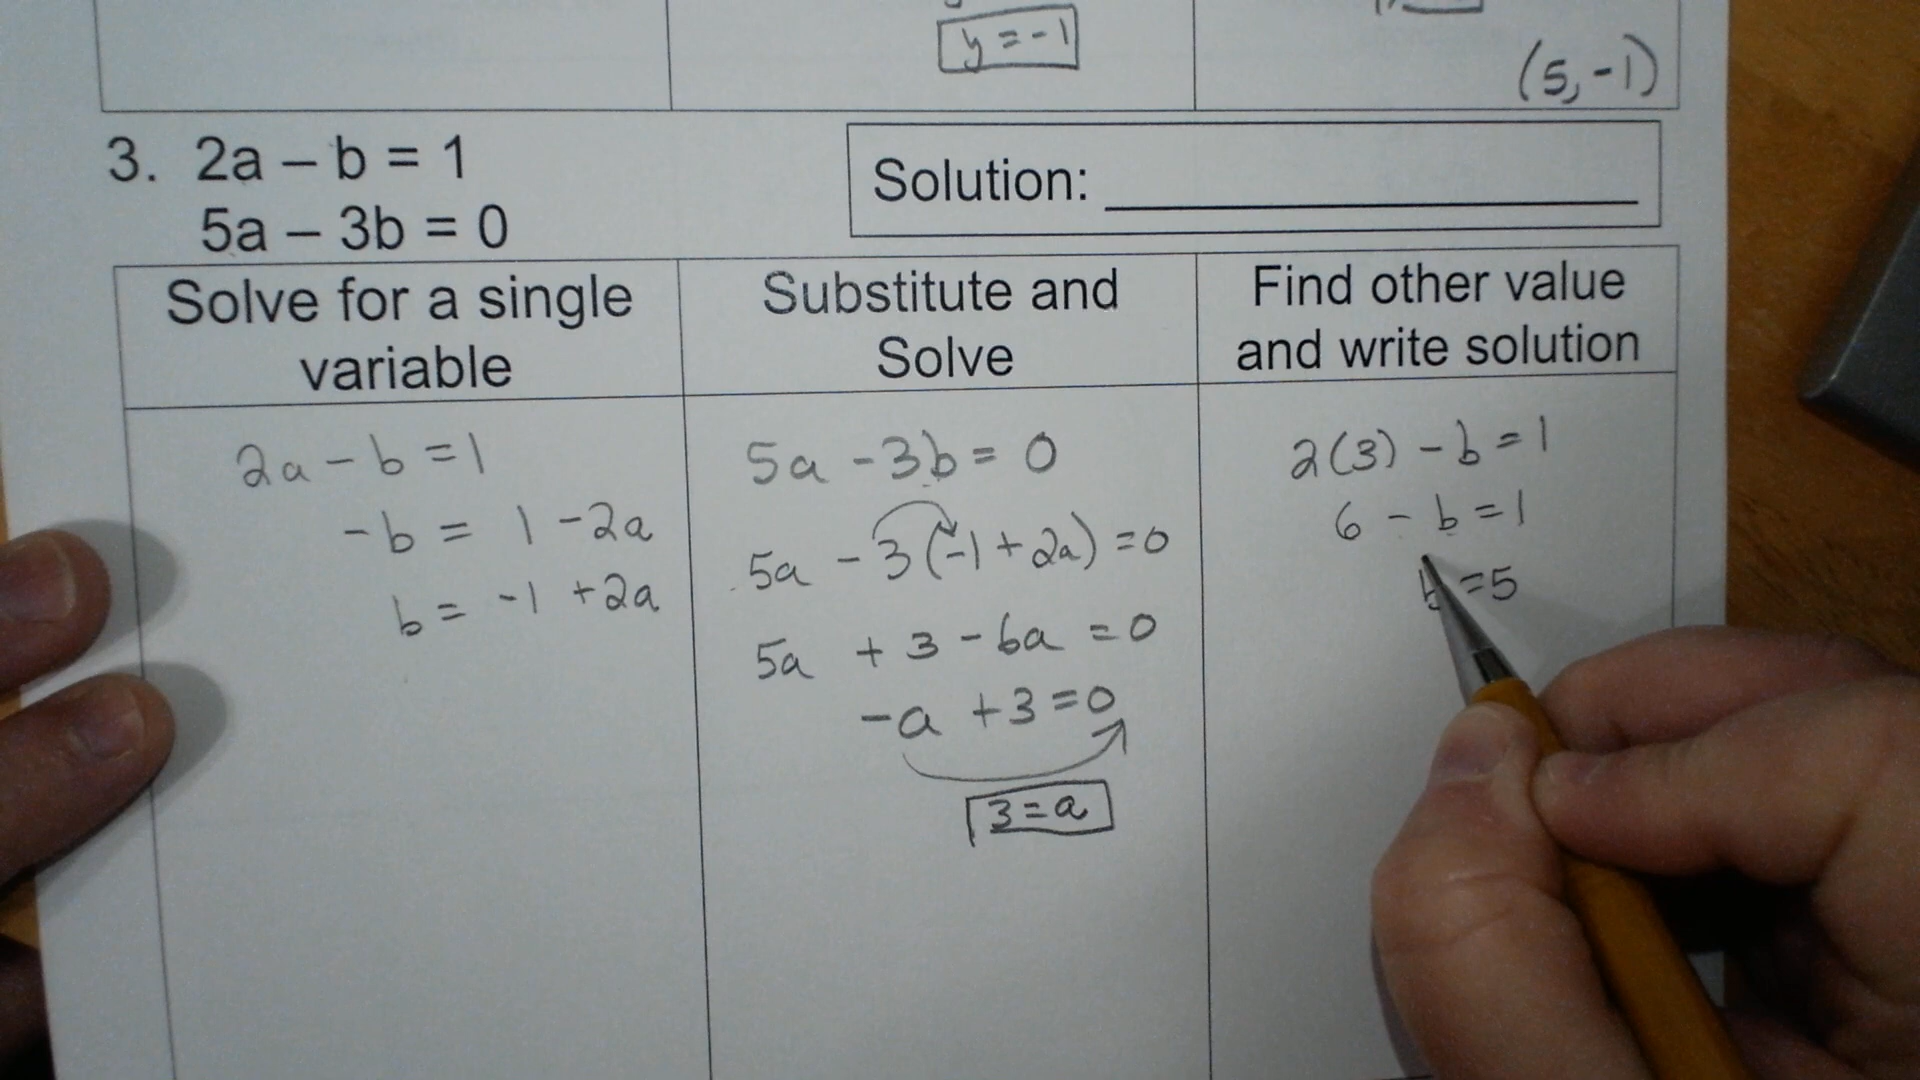 y = -1
(5, -1)
3. 2a – b = 1
5a – 3b = 0
Solution:
Solve for a single
variable
2a - b = 1
-b = 1 - 2a
b = -1 + 2a
Substitute and
Solve
5a - 3b = 0
5a - 3(-1 + 2a) = 0
5a + 3 - 6a = 0
-a + 3 = 0
3 = a
Find other value
and write solution
2(3) - b = 1
6 - b = 1
b = 5